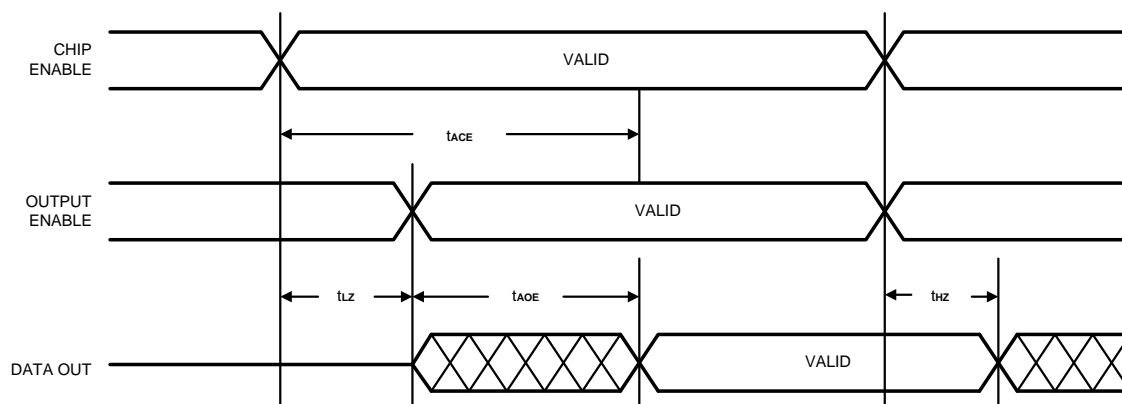 CHIP
ENABLE
VALID
tACE
OUTPUT
ENABLE
VALID
tLZ
tAOE
tHZ
DATA OUT
VALID